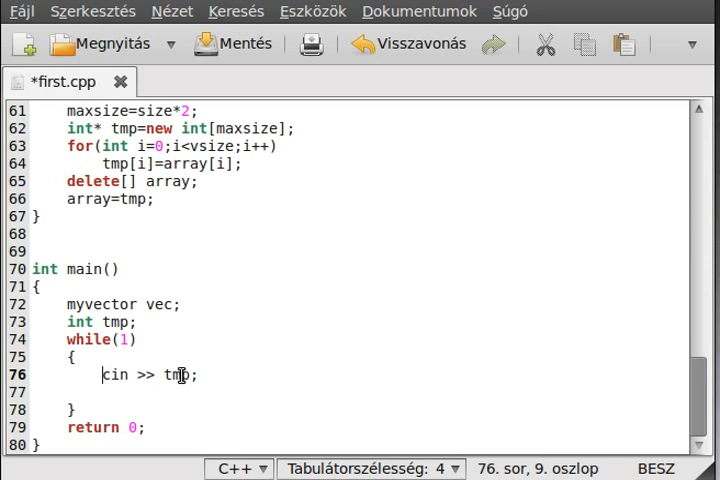 Fájl Szerkesztés Nézet Keresés Eszközök Dokumentumok Súgó
Megnyitás Mentés Visszavonás
*first.cpp
61 maxsize=size*2;
62 int* tmp=new int[maxsize];
63 for(int i=0;i<vsize;i++)
64 tmp[i]=array[i];
65 delete[] array;
66 array=tmp;
67 }
68
69
70 int main()
71 {
72 myvector vec;
73 int tmp;
74 while(1)
75 {
76 cin >> tmp;
77
78 }
79 return 0;
80 }
C++ Tabulátorszélesség: 4 76. sor, 9. oszlop BESZ